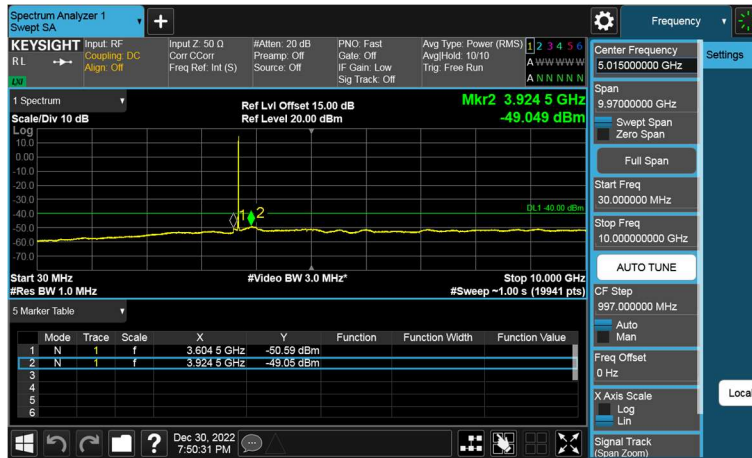 Spectrum Analyzer 1
Swept SA
+
Frequency
KEYSIGHT
RL
LXI
Input: RF
Coupling: DC
Align: Off
Input Z: 50 Ω
Corr CCorr
Freq Ref: Int (S)
#Atten: 20 dB
Preamp: Off
Source: Off
PNO: Fast
Gate: Off
IF Gain: Low
Sig Track: Off
Avg Type: Power (RMS)
Avg|Hold: 10/10
Trig: Free Run
1 2 3 4 5 6
A W W W W W
A N N N N N
1 Spectrum
Scale/Div 10 dB
Ref Lvl Offset 15.00 dB
Ref Level 20.00 dBm
Mkr2 3.924 5 GHz
-49.049 dBm
Log
10.0
0.00
-10.0
-20.0
-30.0
-40.0
-50.0
-60.0
-70.0
DL1 -40.00 dBm
1
2
Start 30 MHz
#Res BW 1.0 MHz
#Video BW 3.0 MHz*
Stop 10.000 GHz
#Sweep ~1.00 s (19941 pts)
5 Marker Table
Mode Trace Scale X Y Function Function Width Function Value
1 N 1 f 3.604 5 GHz -50.59 dBm
2 N 1 f 3.924 5 GHz -49.05 dBm
3
4
5
6
Dec 30, 2022
7:50:31 PM
Center Frequency
5.015000000 GHz
Settings
Span
9.97000000 GHz
Swept Span
Zero Span
Full Span
Start Freq
30.000000 MHz
Stop Freq
10.000000000 GHz
AUTO TUNE
CF Step
997.000000 MHz
Auto
Man
Freq Offset
0 Hz
X Axis Scale
Log
Lin
Local
Signal Track
(Span Zoom)